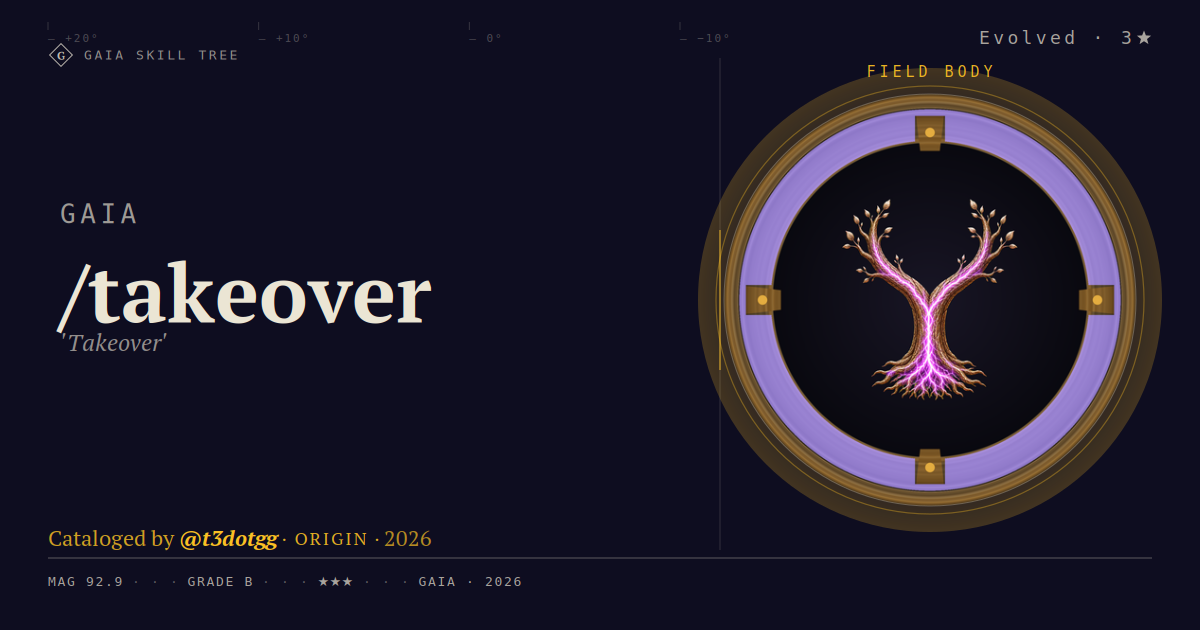 — +20° — +10° — 0° — −10°
Evolved · 3★
G GAIA SKILL TREE
FIELD BODY
GAIA
/takeover
'Takeover'
Cataloged by @t3dotgg · ORIGIN · 2026
MAG 92.9 · · · GRADE B · · · ★★★ · · · GAIA · 2026